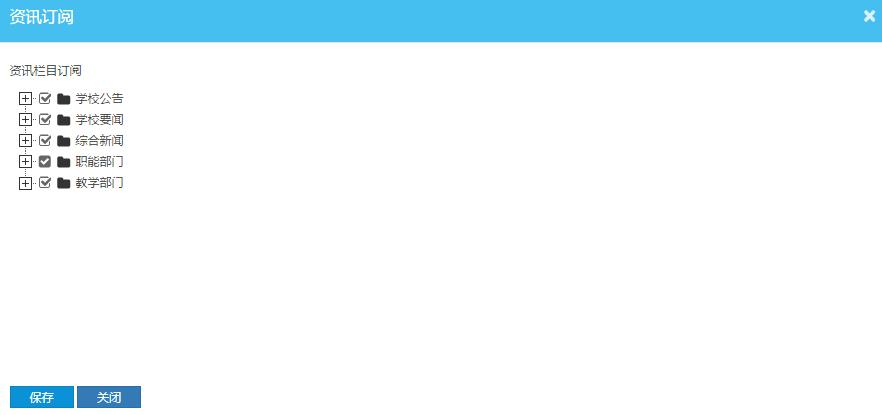 资讯订阅
资讯栏目订阅
学校公告
学校要闻
综合新闻
职能部门
教学部门
保存 关闭